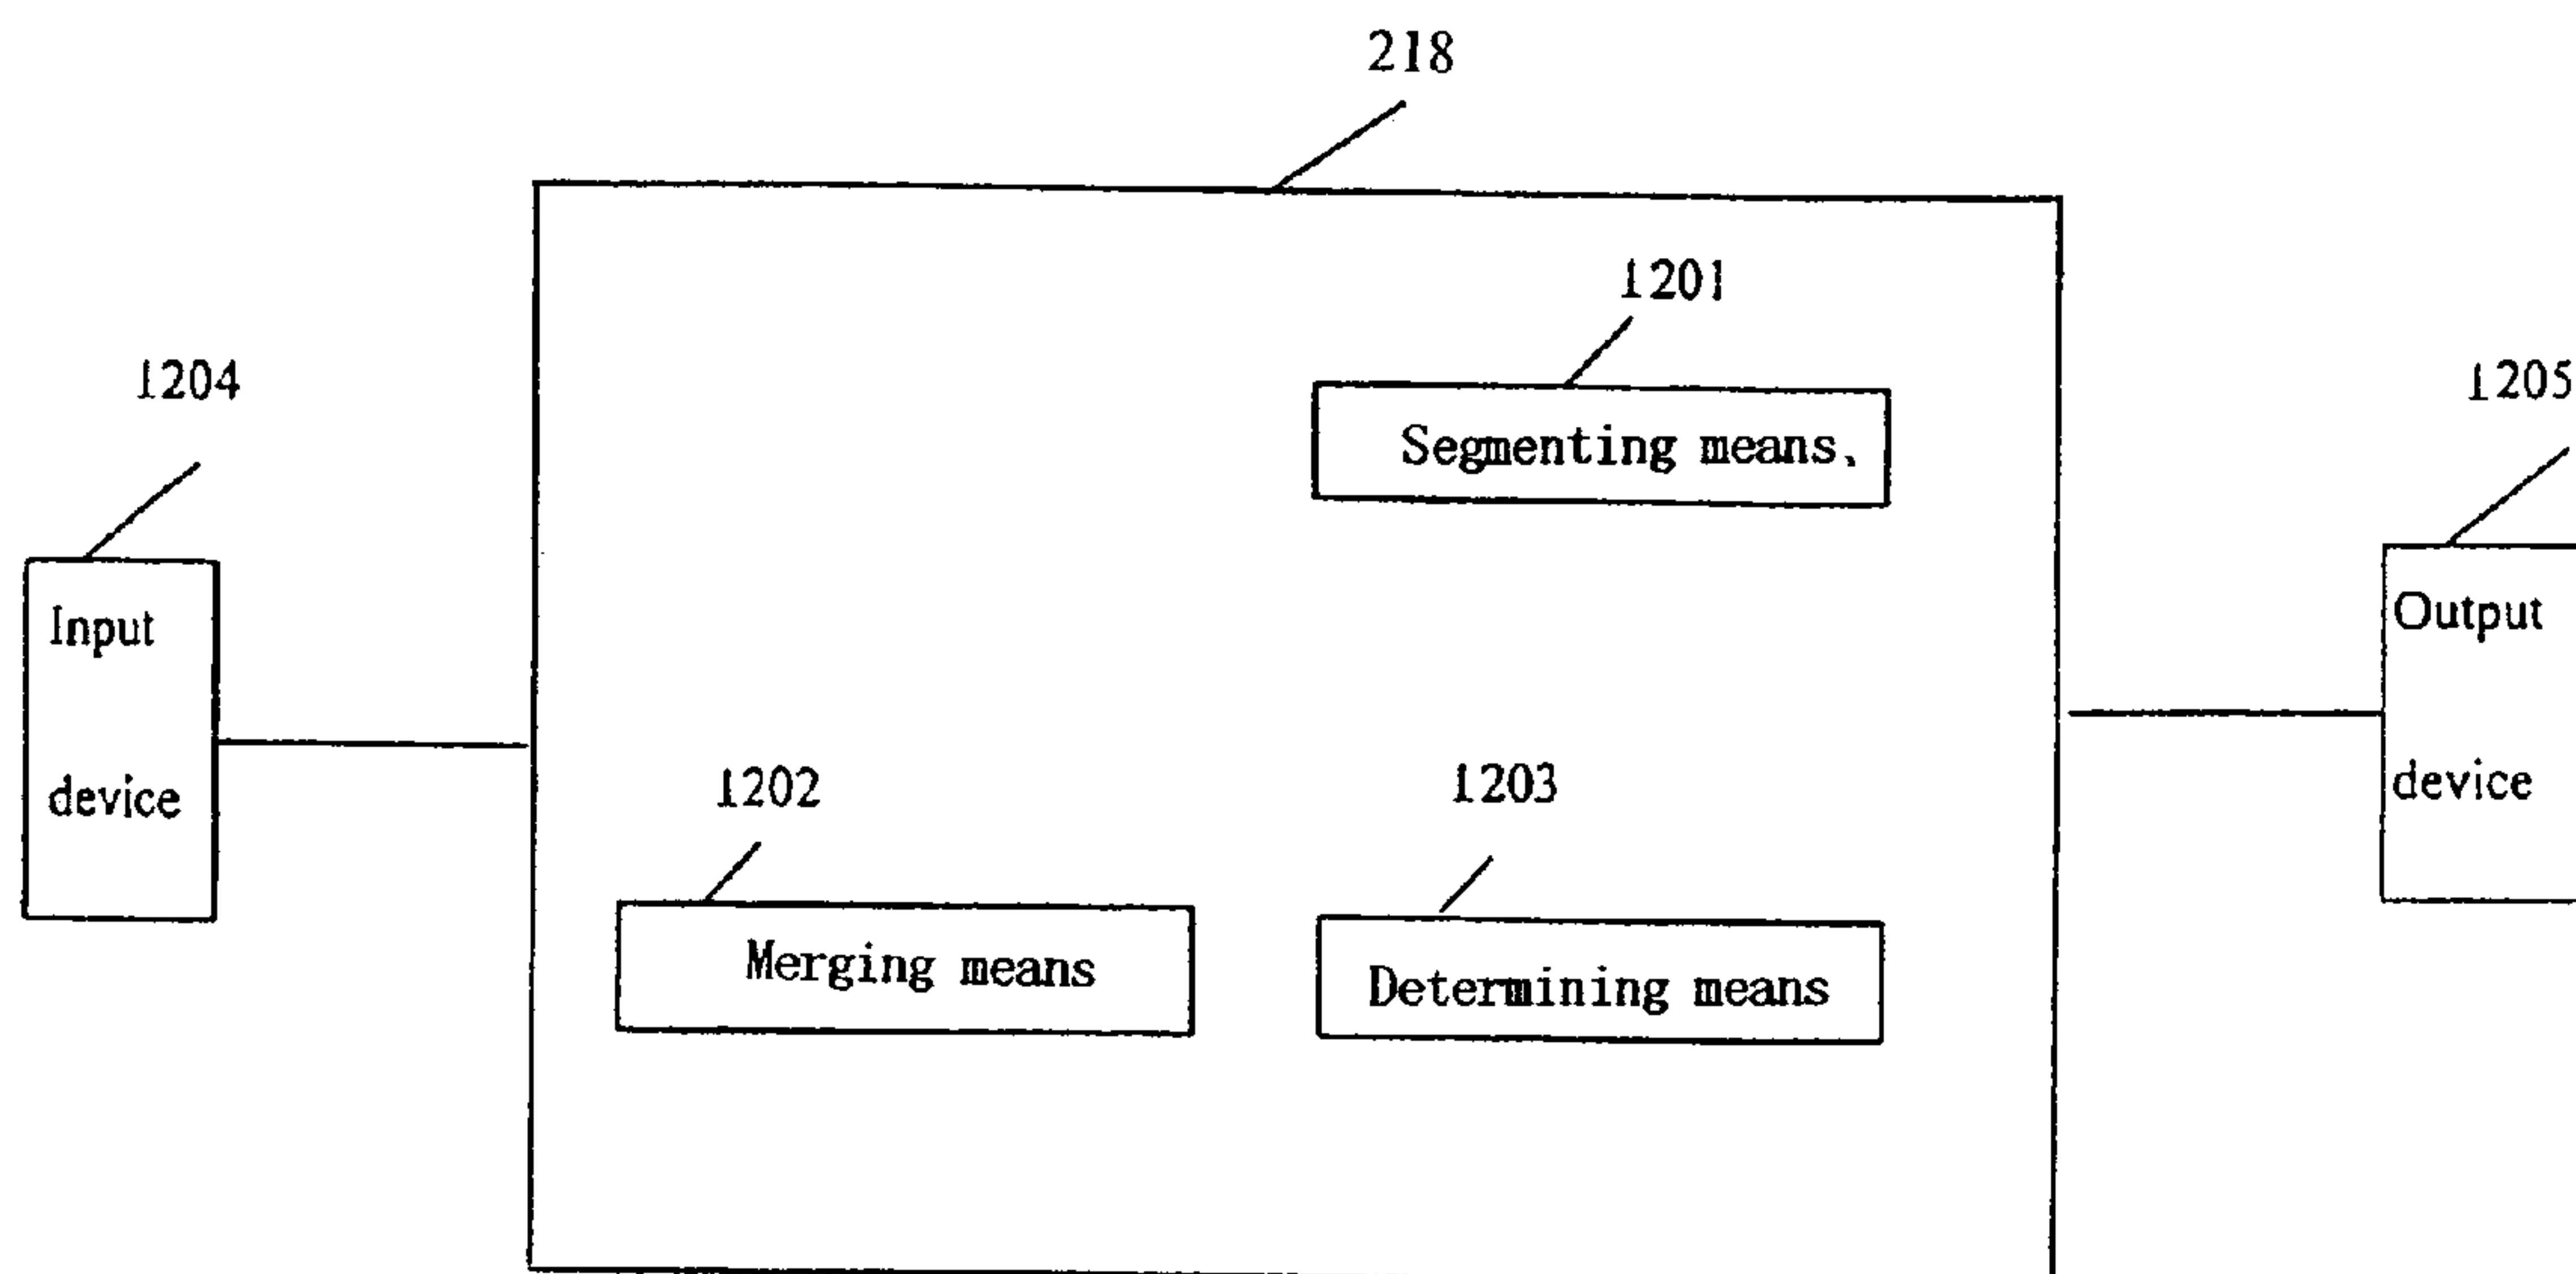 218
1201
1204
1205
Segmenting means、
Input
device
Output
device
1202
1203
Merging means
Determining means